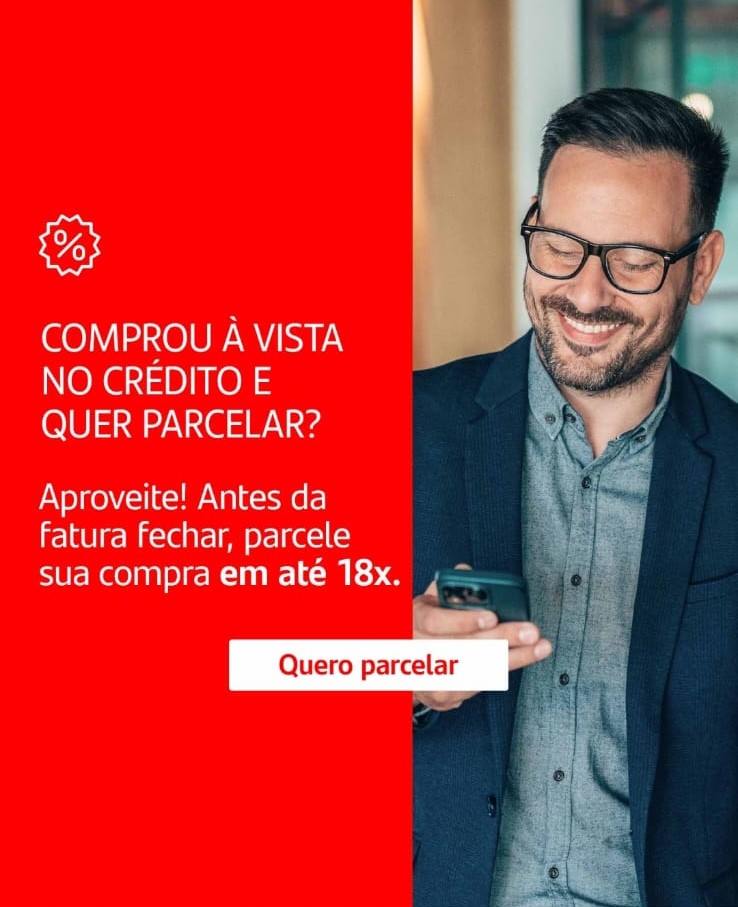 %
COMPROU À VISTA
NO CRÉDITO E
QUER PARCELAR?
Aproveite! Antes da
fatura fechar, parcele
sua compra em até 18x.
Quero parcelar